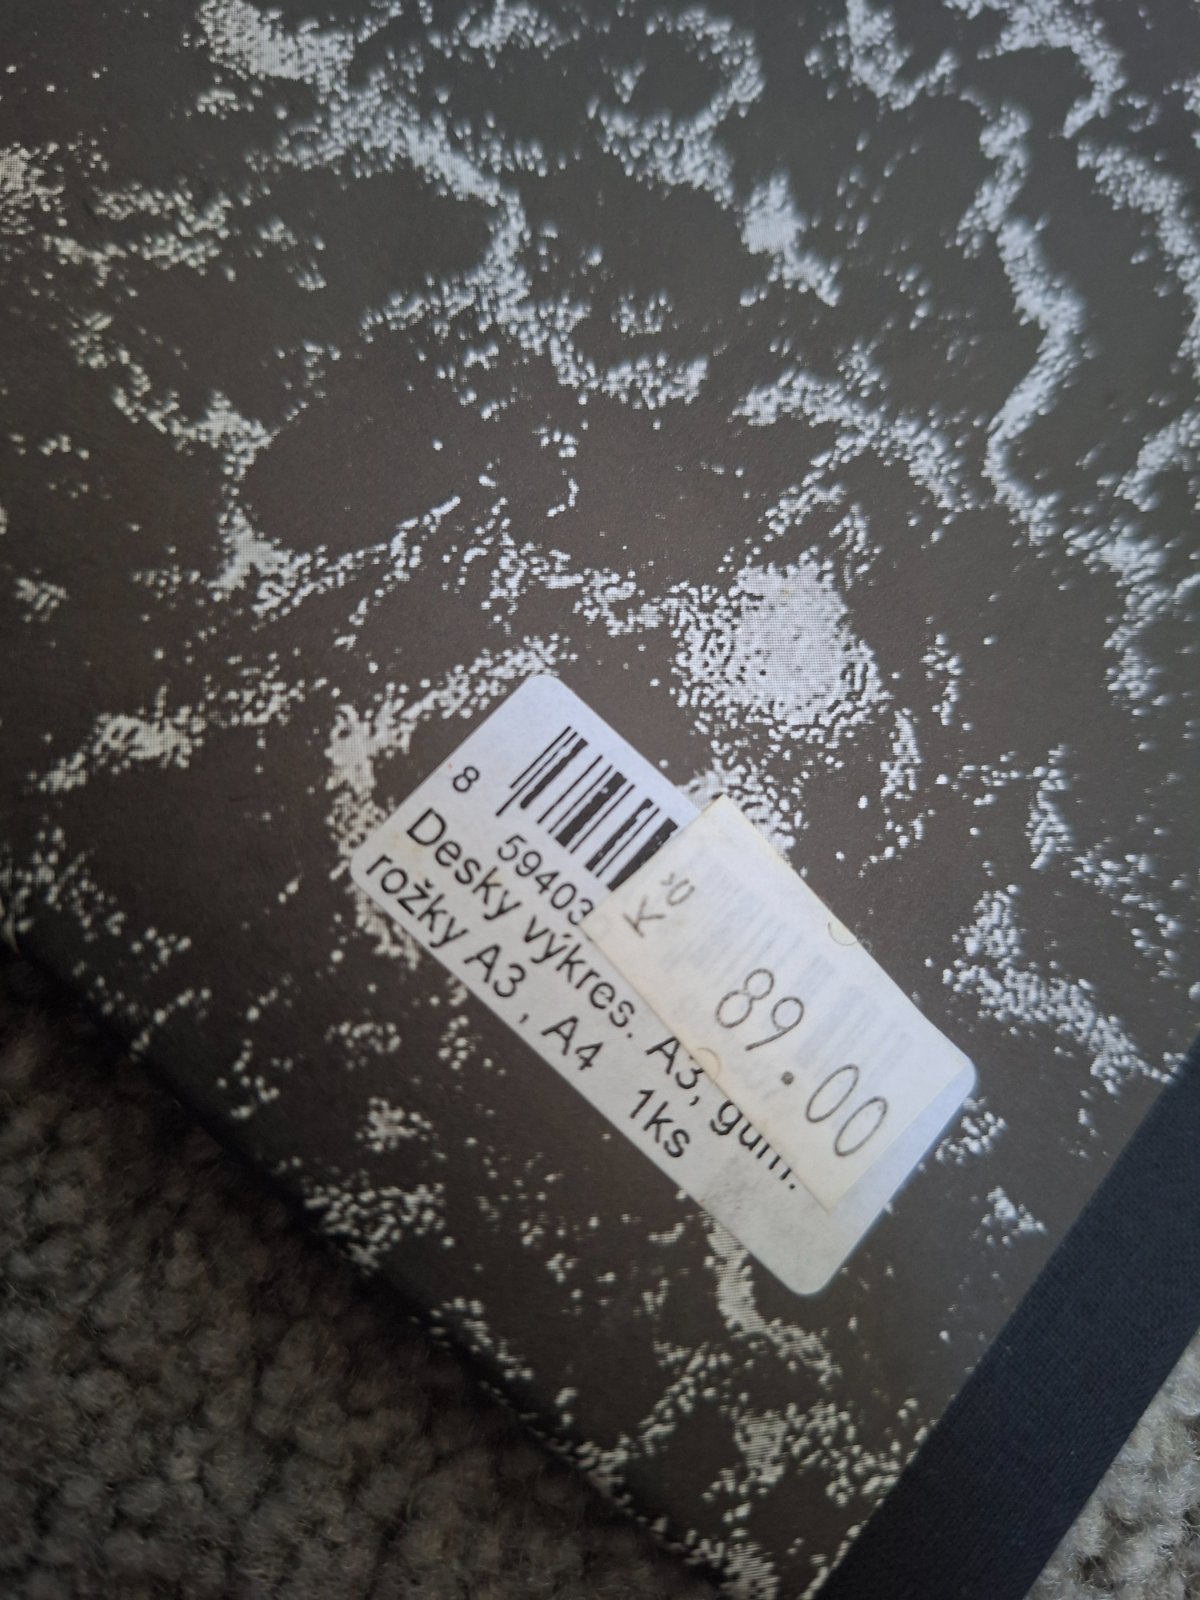 8 59403
Desky výkres. A3, gum.
rožky A3 , A4 1ks
Kč
89.00